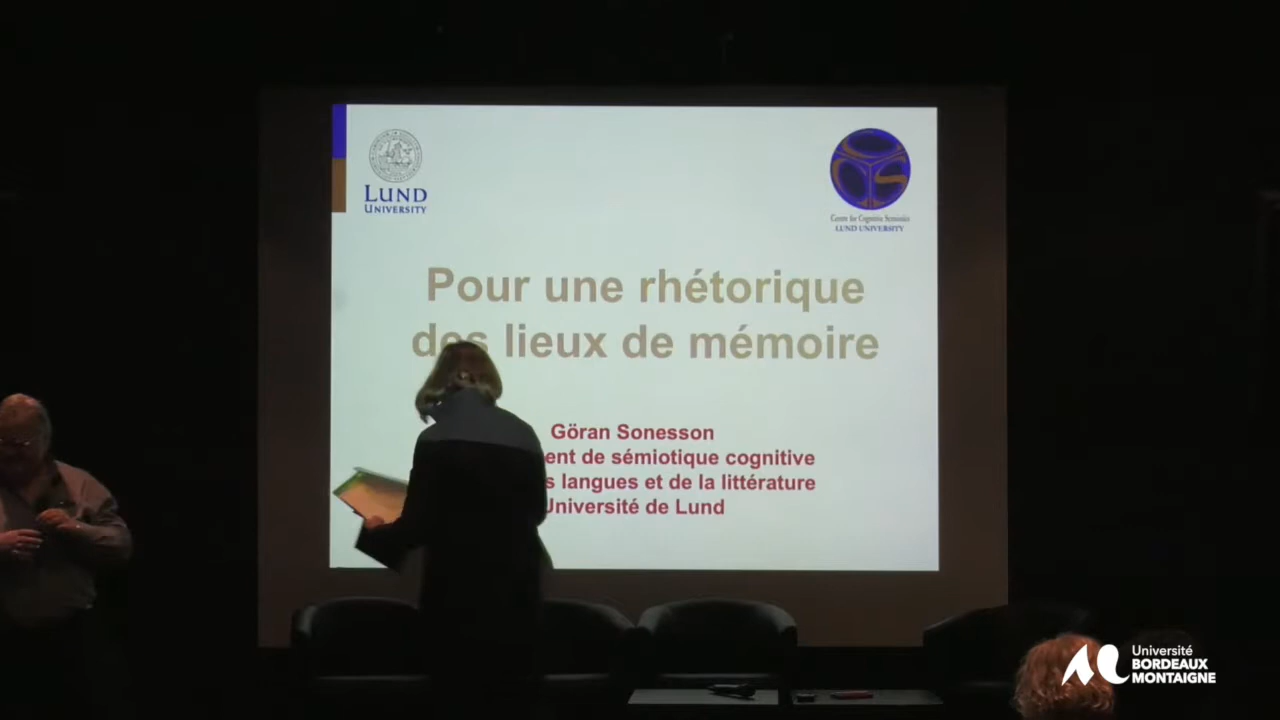 LUND
UNIVERSITY
Centre for Cognitive Semiotics
LUND UNIVERSITY
Pour une rhétorique
des lieux de mémoire
Göran Sonesson
ent de sémiotique cognitive
s langues et de la littérature
Université de Lund
Université
BORDEAUX
MONTAIGNE